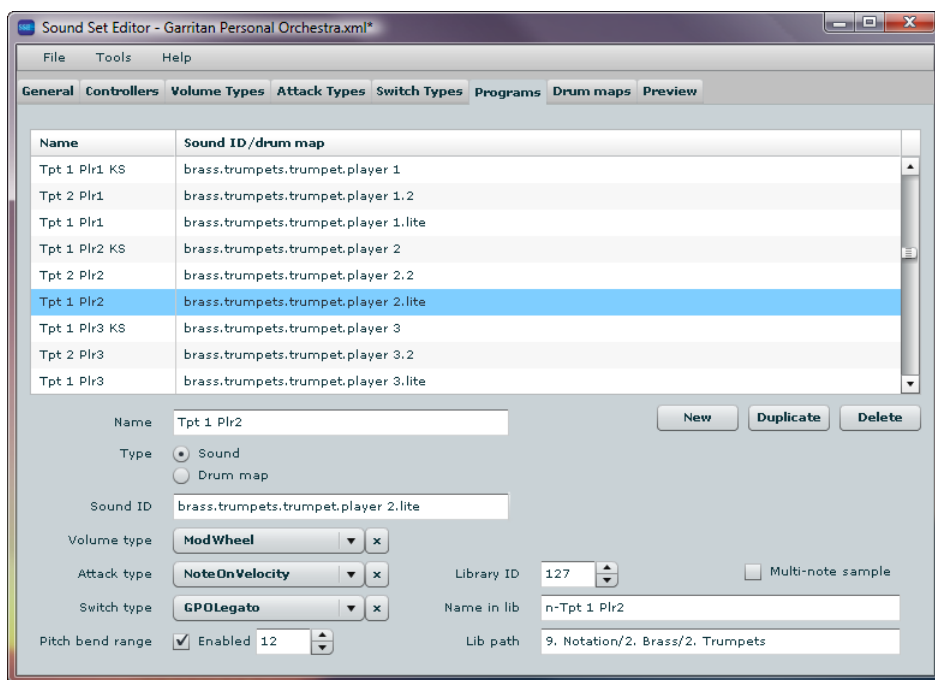 Sound Set Editor - Garritan Personal Orchestra.xml*
File Tools Help
General Controllers Volume Types Attack Types Switch Types Programs Drum maps Preview
Name Sound ID/drum map
Tpt 1 Plr1 KS brass.trumpets.trumpet.player 1
Tpt 2 Plr1 brass.trumpets.trumpet.player 1.2
Tpt 1 Plr1 brass.trumpets.trumpet.player 1.lite
Tpt 1 Plr2 KS brass.trumpets.trumpet.player 2
Tpt 2 Plr2 brass.trumpets.trumpet.player 2.2
Tpt 1 Plr2 brass.trumpets.trumpet.player 2.lite
Tpt 1 Plr3 KS brass.trumpets.trumpet.player 3
Tpt 2 Plr3 brass.trumpets.trumpet.player 3.2
Tpt 1 Plr3 brass.trumpets.trumpet.player 3.lite
Name Tpt 1 Plr2 New Duplicate Delete
Type Sound
Drum map
Sound ID brass.trumpets.trumpet.player 2.lite
Volume type ModWheel x
Attack type NoteOnVelocity x Library ID 127 Multi-note sample
Switch type GPOLegato x Name in lib n-Tpt 1 Plr2
Pitch bend range Enabled 12 Lib path 9. Notation/2. Brass/2. Trumpets